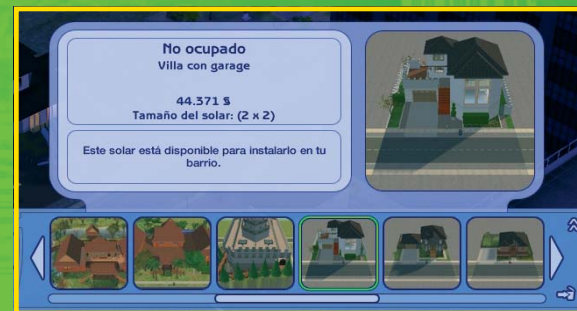 No ocupado
Villa con garage
44.371 §
Tamaño del solar: (2 x 2)
Este solar está disponible para instalarlo en tu
barrio.